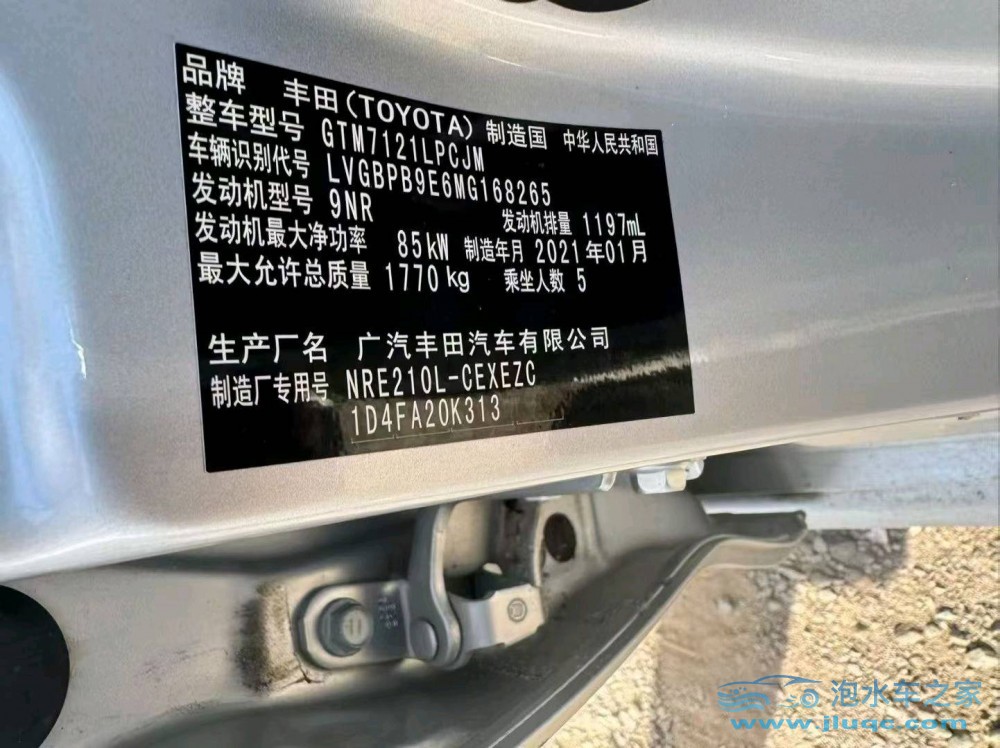 品牌 丰田(TOYOTA) 制造国 中华人民共和国
整车型号 GTM7121LPCJM
车辆识别代号 LVGBPB9E6MG168265
发动机型号 9NR 发动机排量 1197mL
发动机最大净功率 85kW 制造年月 2021年01月
最大允许总质量 1770kg 乘坐人数 5
生产厂名 广汽丰田汽车有限公司
制造厂专用号 NRE210L-CEXEZC
1D4FA20K313
泡水车之家
www.jluqc.com